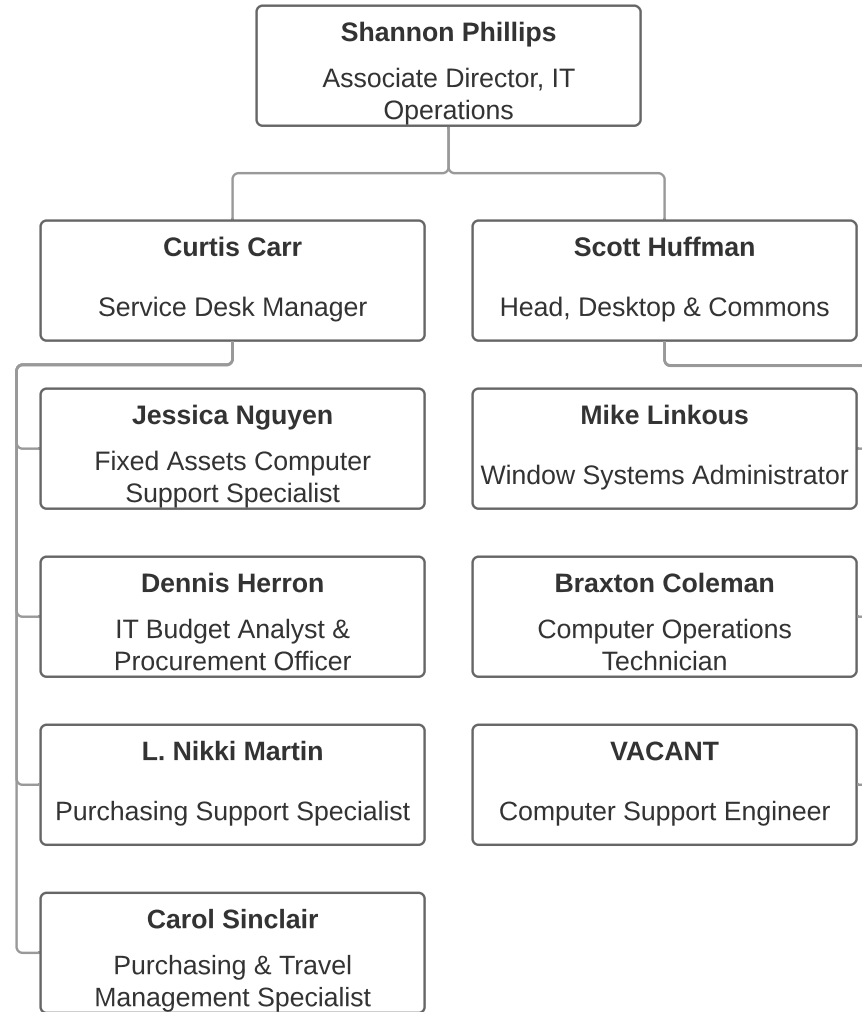 Shannon Phillips
Associate Director, IT
Operations
Curtis Carr
Service Desk Manager
Scott Huffman
Head, Desktop & Commons
Jessica Nguyen
Fixed Assets Computer
Support Specialist
Mike Linkous
Window Systems Administrator
Dennis Herron
IT Budget Analyst &
Procurement Officer
Braxton Coleman
Computer Operations
Technician
L. Nikki Martin
Purchasing Support Specialist
VACANT
Computer Support Engineer
Carol Sinclair
Purchasing & Travel
Management Specialist